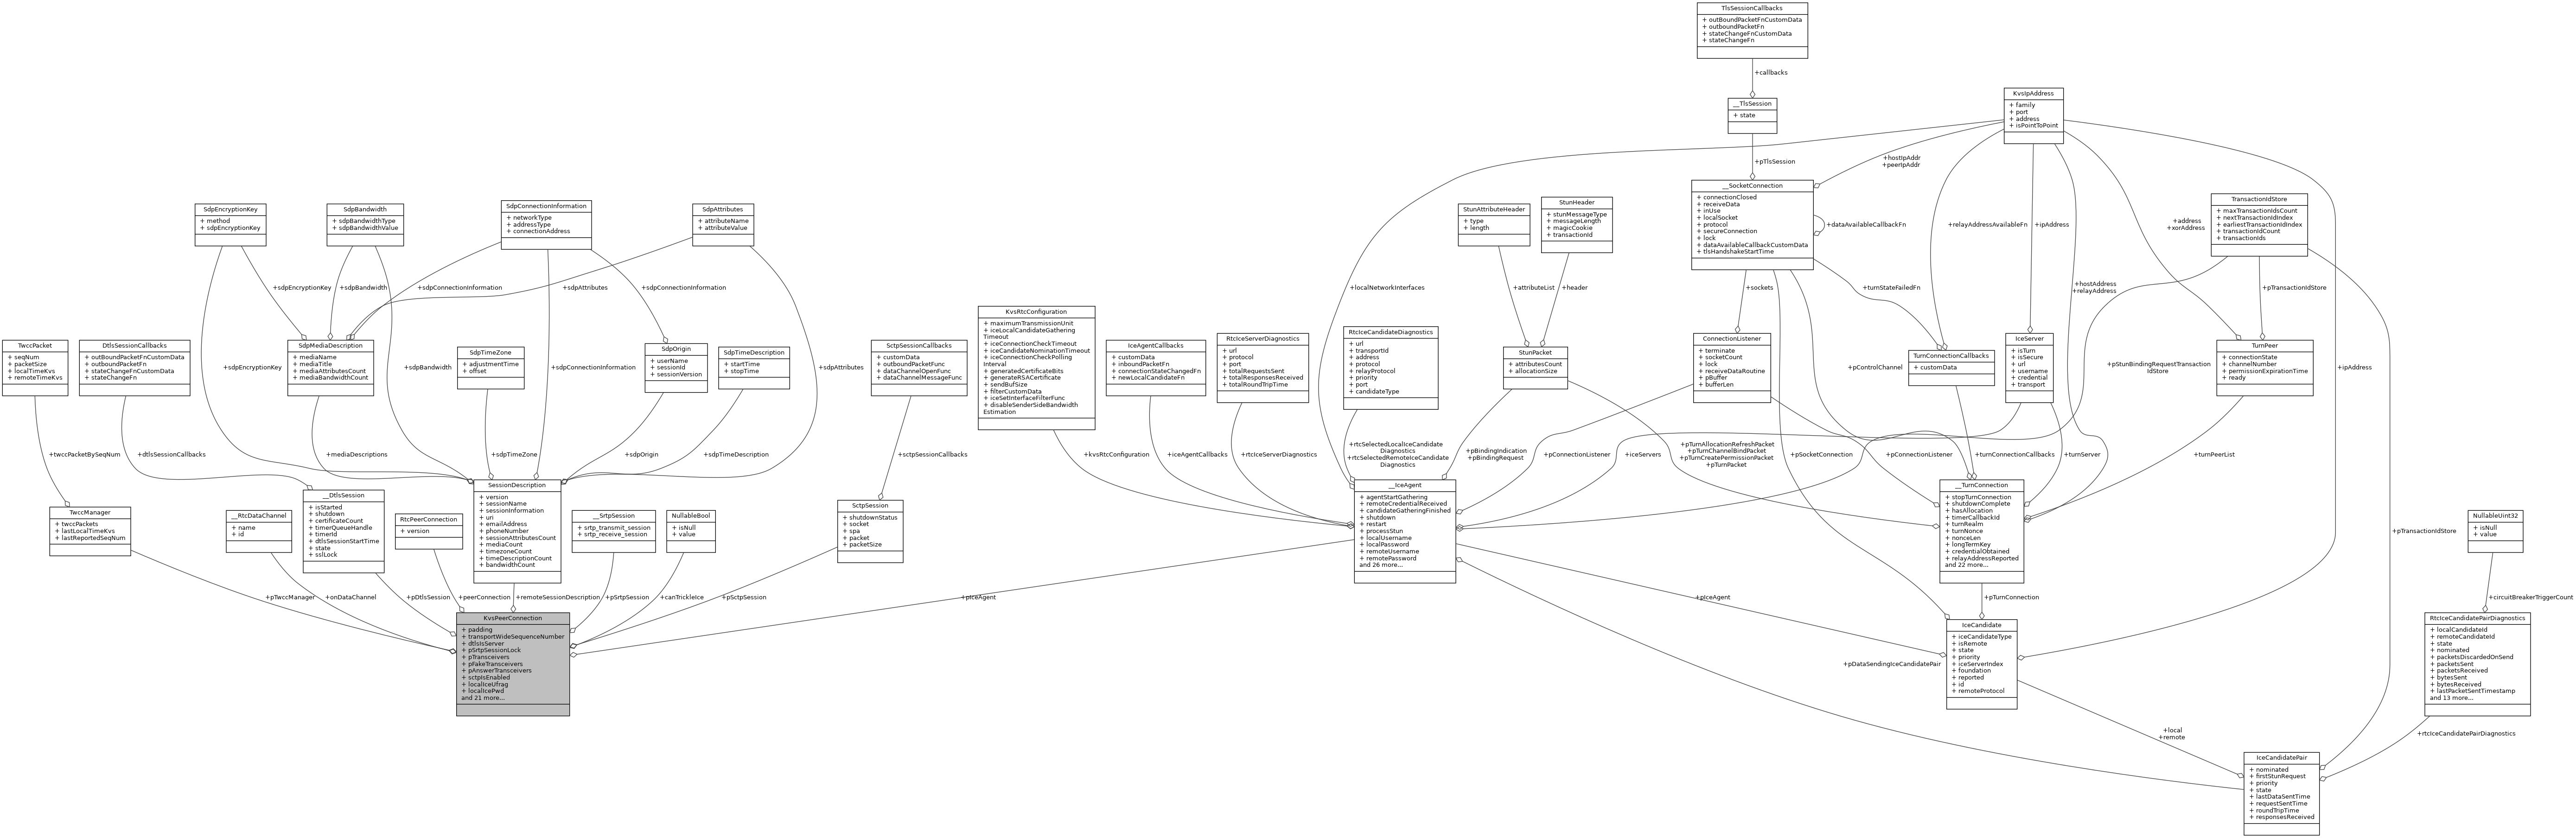 TlsSessionCallbacks
+ outBoundPacketFnCustomData
+ outboundPacketFn
+ stateChangeFnCustomData
+ stateChangeFn
+callbacks
__TlsSession
+ state
+pTlsSession
KvsIpAddress
+ family
+ port
+ address
+ isPointToPoint
__SocketConnection
+ connectionClosed
+ receiveData
+ inUse
+ localSocket
+ protocol
+ secureConnection
+ lock
+ dataAvailableCallbackCustomData
+ tlsHandshakeStartTime
+hostIpAddr
+peerIpAddr
+dataAvailableCallbackFn
+relayAddressAvailableFn
+ipAddress
+address
+xorAddress
TransactionIdStore
+ maxTransactionIdsCount
+ nextTransactionIdIndex
+ earliestTransactionIdIndex
+ transactionIdCount
+ transactionIds
SdpEncryptionKey
+ method
+ sdpEncryptionKey
SdpBandwidth
+ sdpBandwidthType
+ sdpBandwidthValue
SdpConnectionInformation
+ networkType
+ addressType
+ connectionAddress
SdpAttributes
+ attributeName
+ attributeValue
StunAttributeHeader
+ type
+ length
StunHeader
+ stunMessageType
+ messageLength
+ magicCookie
+ transactionId
+sdpEncryptionKey
+sdpBandwidth
+sdpConnectionInformation
+sdpAttributes
+sdpConnectionInformation
+localNetworkInterfaces
+attributeList
+header
+sockets
+turnStateFailedFn
+hostAddress
+relayAddress
+pTransactionIdStore
TwccPacket
+ seqNum
+ packetSize
+ localTimeKvs
+ remoteTimeKvs
DtlsSessionCallbacks
+ outBoundPacketFnCustomData
+ outboundPacketFn
+ stateChangeFnCustomData
+ stateChangeFn
+sdpEncryptionKey
SdpMediaDescription
+ mediaName
+ mediaTitle
+ mediaAttributesCount
+ mediaBandwidthCount
+sdpBandwidth
SdpTimeZone
+ adjustmentTime
+ offset
+sdpConnectionInformation
SdpOrigin
+ userName
+ sessionId
+ sessionVersion
SdpTimeDescription
+ startTime
+ stopTime
+sdpAttributes
SctpSessionCallbacks
+ customData
+ outboundPacketFunc
+ dataChannelOpenFunc
+ dataChannelMessageFunc
KvsRtcConfiguration
+ maximumTransmissionUnit
+ iceLocalCandidateGathering
Timeout
+ iceConnectionCheckTimeout
+ iceCandidateNominationTimeout
+ iceConnectionCheckPolling
Interval
+ generatedCertificateBits
+ generateRSACertificate
+ sendBufSize
+ filterCustomData
+ iceSetInterfaceFilterFunc
+ disableSenderSideBandwidth
Estimation
IceAgentCallbacks
+ customData
+ inboundPacketFn
+ connectionStateChangedFn
+ newLocalCandidateFn
RtcIceServerDiagnostics
+ url
+ protocol
+ port
+ totalRequestsSent
+ totalResponsesReceived
+ totalRoundTripTime
RtcIceCandidateDiagnostics
+ url
+ transportId
+ address
+ protocol
+ relayProtocol
+ priority
+ port
+ candidateType
StunPacket
+ attributesCount
+ allocationSize
ConnectionListener
+ terminate
+ socketCount
+ lock
+ receiveDataRoutine
+ pBuffer
+ bufferLen
+pControlChannel
TurnConnectionCallbacks
+ customData
IceServer
+ isTurn
+ isSecure
+ url
+ username
+ credential
+ transport
+pStunBindingRequestTransaction
IdStore
TurnPeer
+ connectionState
+ channelNumber
+ permissionExpirationTime
+ ready
+ipAddress
+twccPacketBySeqNum
+dtlsSessionCallbacks
+mediaDescriptions
+sdpTimeZone
+sdpOrigin
+sdpTimeDescription
+sctpSessionCallbacks
+kvsRtcConfiguration
+iceAgentCallbacks
+rtcIceServerDiagnostics
+rtcSelectedLocalIceCandidate
Diagnostics
+rtcSelectedRemoteIceCandidate
Diagnostics
+pBindingIndication
+pBindingRequest
+pConnectionListener
+iceServers
+pTurnAllocationRefreshPacket
+pTurnChannelBindPacket
+pTurnCreatePermissionPacket
+pTurnPacket
+pSocketConnection
+pConnectionListener
+turnConnectionCallbacks
+turnServer
+turnPeerList
TwccManager
+ twccPackets
+ lastLocalTimeKvs
+ lastReportedSeqNum
__RtcDataChannel
+ name
+ id
__DtlsSession
+ isStarted
+ shutdown
+ certificateCount
+ timerQueueHandle
+ timerId
+ dtlsSessionStartTime
+ state
+ sslLock
RtcPeerConnection
+ version
SessionDescription
+ version
+ sessionName
+ sessionInformation
+ uri
+ emailAddress
+ phoneNumber
+ sessionAttributesCount
+ mediaCount
+ timezoneCount
+ timeDescriptionCount
+ bandwidthCount
__SrtpSession
+ srtp_transmit_session
+ srtp_receive_session
NullableBool
+ isNull
+ value
SctpSession
+ shutdownStatus
+ socket
+ spa
+ packet
+ packetSize
__IceAgent
+ agentStartGathering
+ remoteCredentialReceived
+ candidateGatheringFinished
+ shutdown
+ restart
+ processStun
+ localUsername
+ localPassword
+ remoteUsername
+ remotePassword
and 26 more...
__TurnConnection
+ stopTurnConnection
+ shutdownComplete
+ hasAllocation
+ timerCallbackId
+ turnRealm
+ turnNonce
+ nonceLen
+ longTermKey
+ credentialObtained
+ relayAddressReported
and 22 more...
+pTransactionIdStore
NullableUint32
+ isNull
+ value
+pTwccManager
+onDataChannel
+pDtlsSession
+peerConnection
+remoteSessionDescription
+pSrtpSession
+canTrickleIce
+pSctpSession
+pIceAgent
+pIceAgent
+pTurnConnection
+circuitBreakerTriggerCount
KvsPeerConnection
+ padding
+ transportWideSequenceNumber
+ dtlsIsServer
+ pSrtpSessionLock
+ pTransceivers
+ pFakeTransceivers
+ pAnswerTransceivers
+ sctpIsEnabled
+ localIceUfrag
+ localIcePwd
and 21 more...
+pDataSendingIceCandidatePair
IceCandidate
+ iceCandidateType
+ isRemote
+ state
+ priority
+ iceServerIndex
+ foundation
+ reported
+ id
+ remoteProtocol
RtcIceCandidatePairDiagnostics
+ localCandidateId
+ remoteCandidateId
+ state
+ nominated
+ packetsDiscardedOnSend
+ packetsSent
+ packetsReceived
+ bytesSent
+ bytesReceived
+ lastPacketSentTimestamp
and 13 more...
+local
+remote
+rtcIceCandidatePairDiagnostics
IceCandidatePair
+ nominated
+ firstStunRequest
+ priority
+ state
+ lastDataSentTime
+ requestSentTime
+ roundTripTime
+ responsesReceived